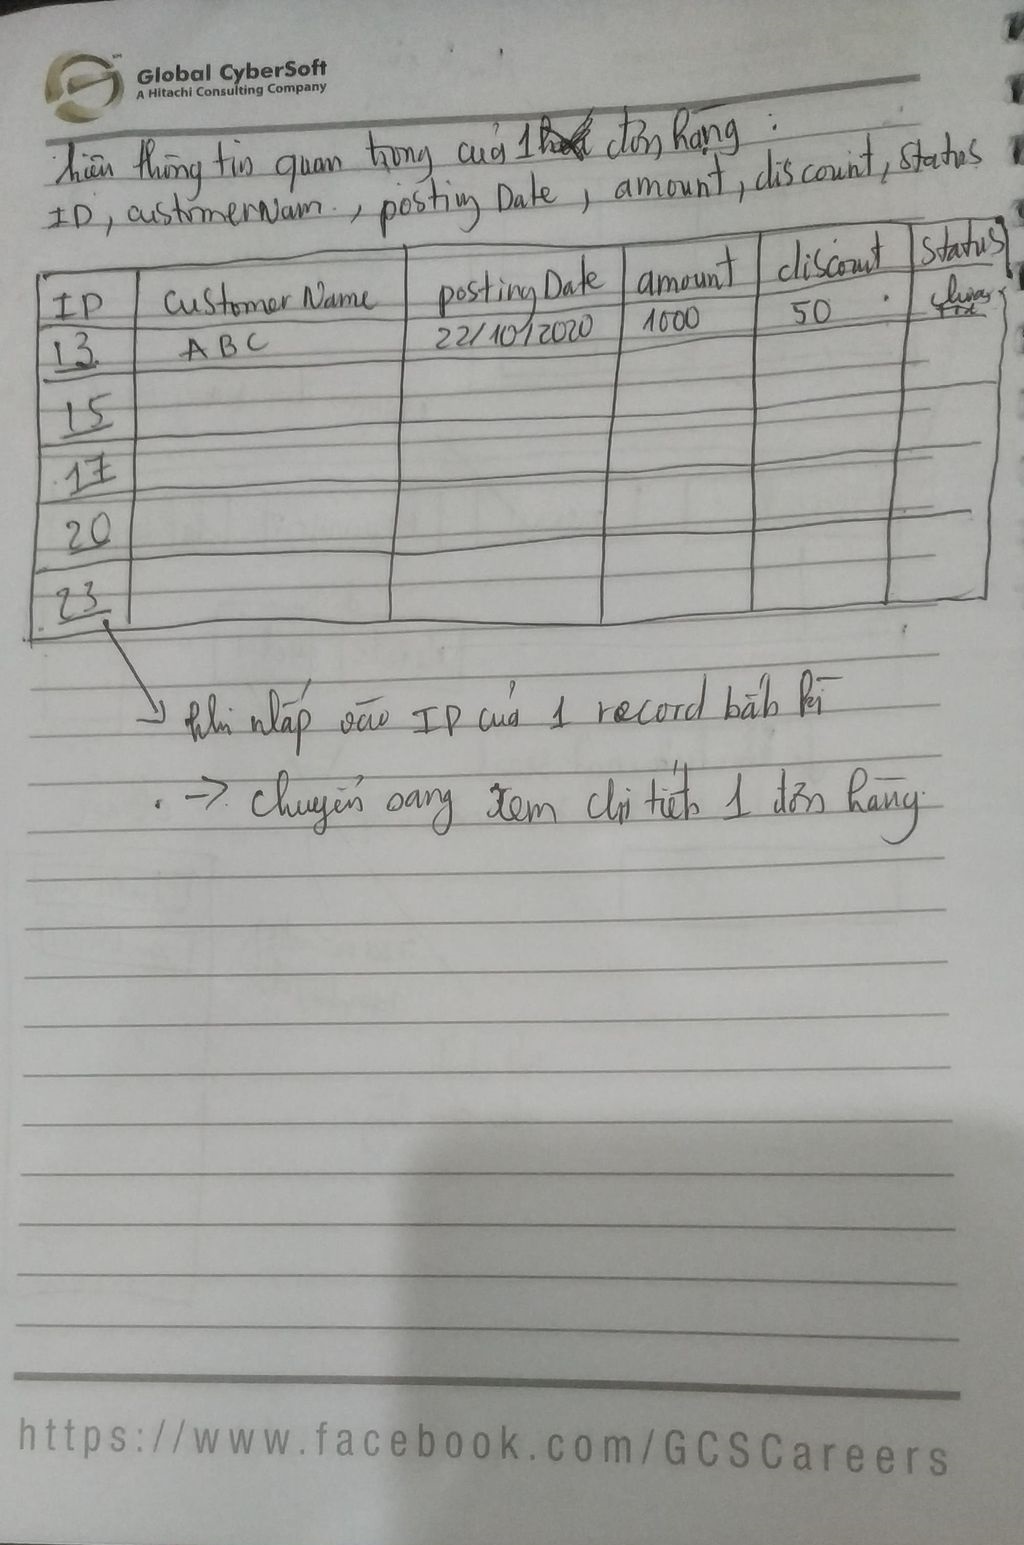 Global CyberSoft
A Hitachi Consulting Company
hiện thông tin quan trọng của 1 đơn hàng :
ID, customerNam., posting Date, amount, discount, status
ID customer Name posting Date amount discount status
13 ABC 22/10/2020 1000 50
15
17
20
23
→ khi nhấp vào ID của 1 record bất kì
→ chuyển sang xem chi tiết 1 đơn hàng
https://www.facebook.com/GCSCareers